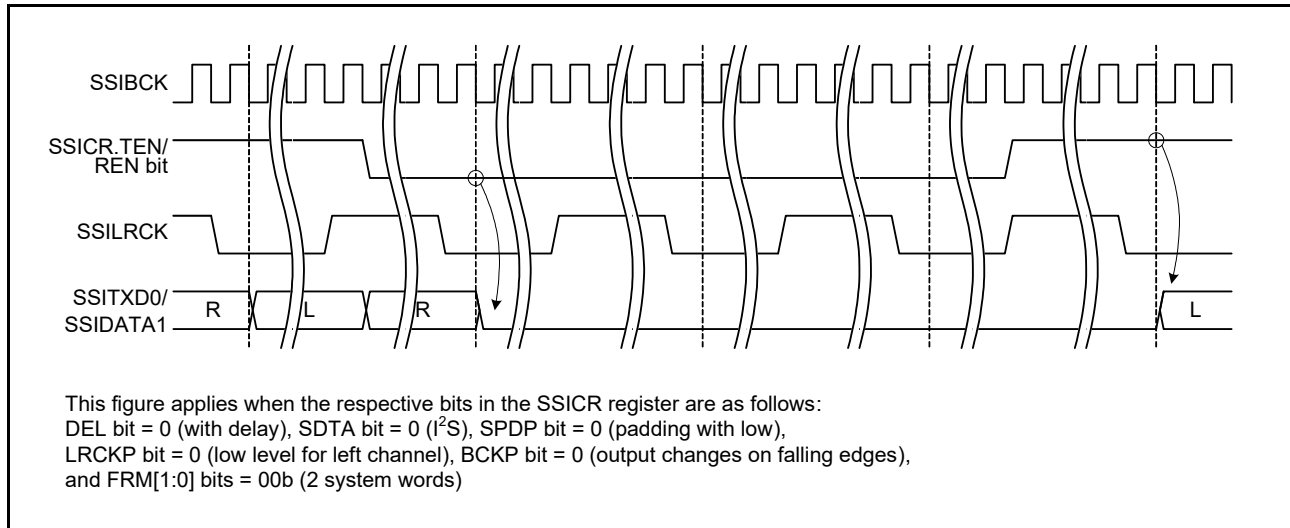 SSIBCK
SSICR.TEN/
REN bit
SSILRCK
SSITXD0/
SSIDATA1
R
L
R
L
This figure applies when the respective bits in the SSICR register are as follows:
DEL bit = 0 (with delay), SDTA bit = 0 (I²S), SPDP bit = 0 (padding with low),
LRCKP bit = 0 (low level for left channel), BCKP bit = 0 (output changes on falling edges),
and FRM[1:0] bits = 00b (2 system words)